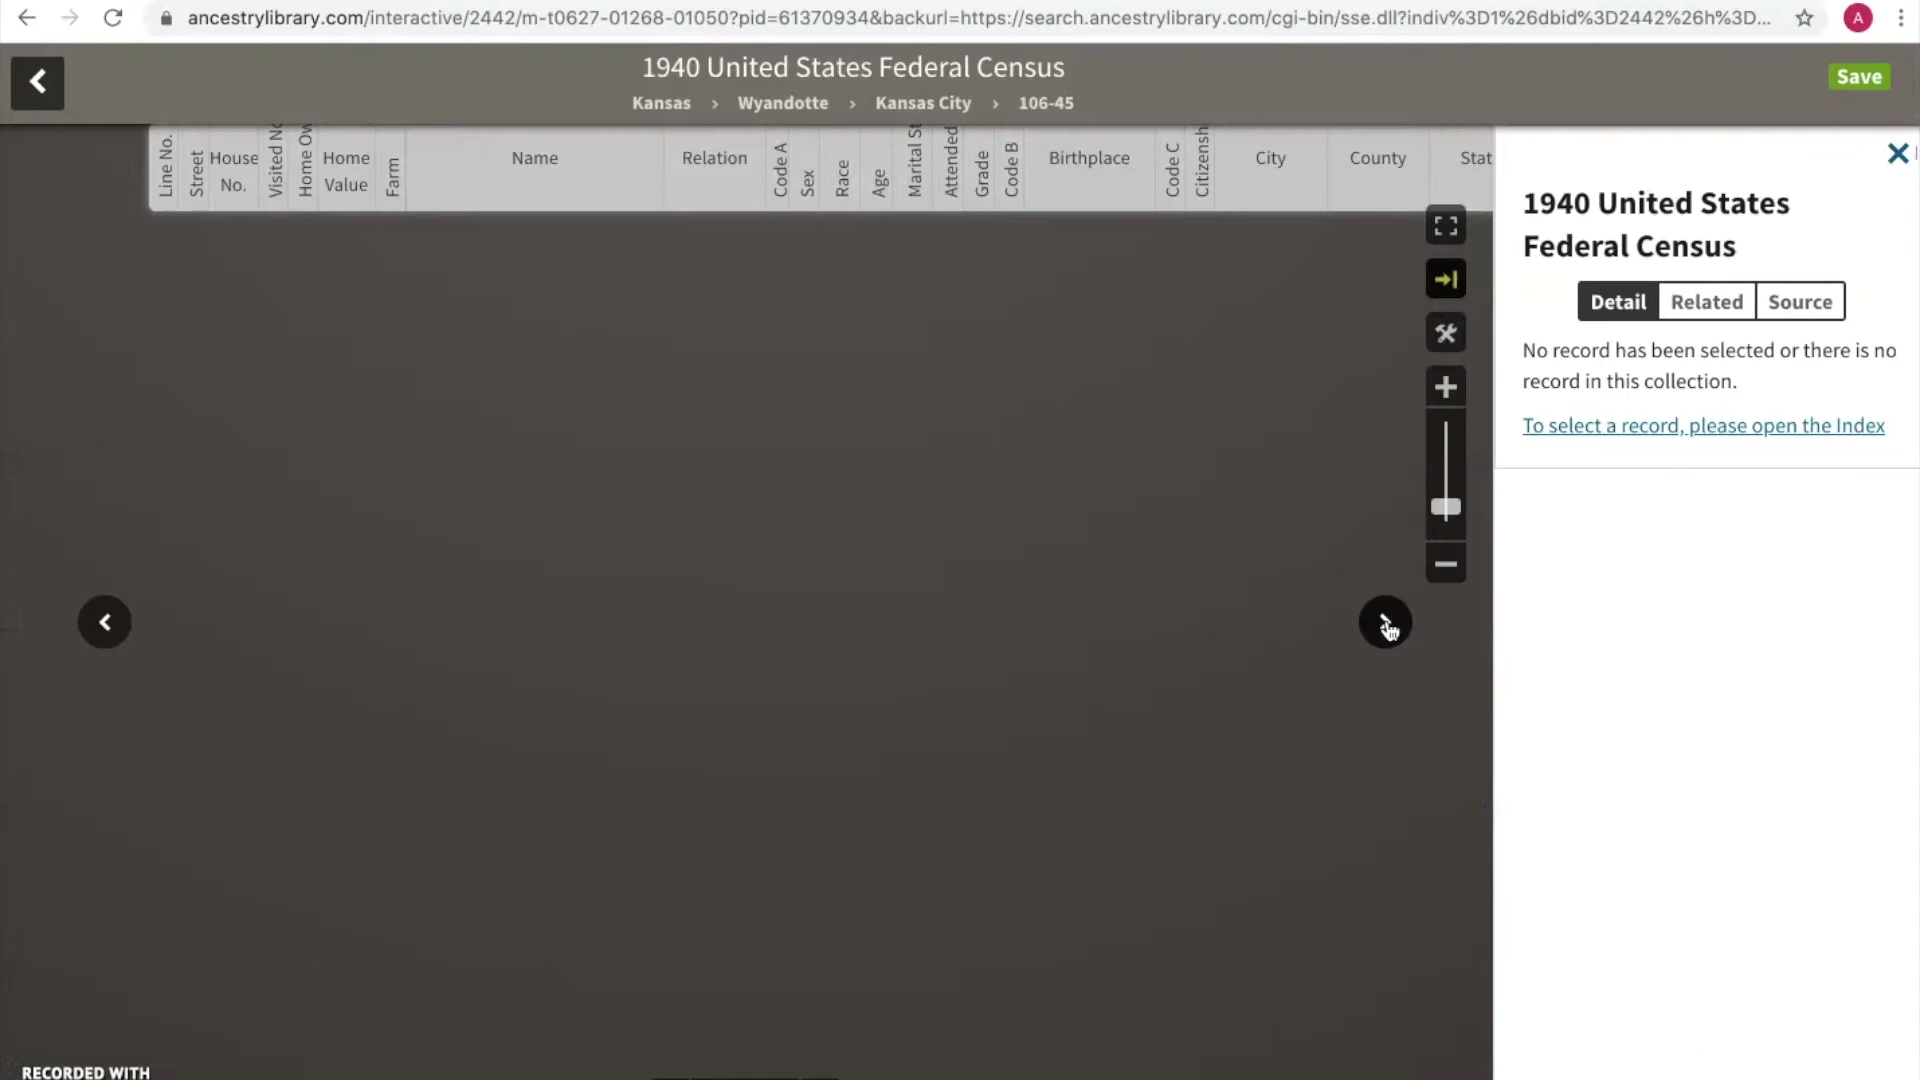 ancestrylibrary.com/interactive/2442/m-t0627-01268-01050?pid=61370934&backurl=https://search.ancestrylibrary.com/cgi-bin/sse.dll?indiv%3D1%26dbid%3D2442%26h%3D...
A
1940 United States Federal Census
Kansas › Wyandotte › Kansas City › 106-45
Save
Line No.
Street
House No.
Visited No
Home Ow
Home Value
Farm
Name
Relation
Code A
Sex
Race
Age
Marital St
Attended
Grade
Code B
Birthplace
Code C
Citizensh
City
County
Stat
1940 United States
Federal Census
Detail Related Source
No record has been selected or there is no
record in this collection.
To select a record, please open the Index
RECORDED WITH